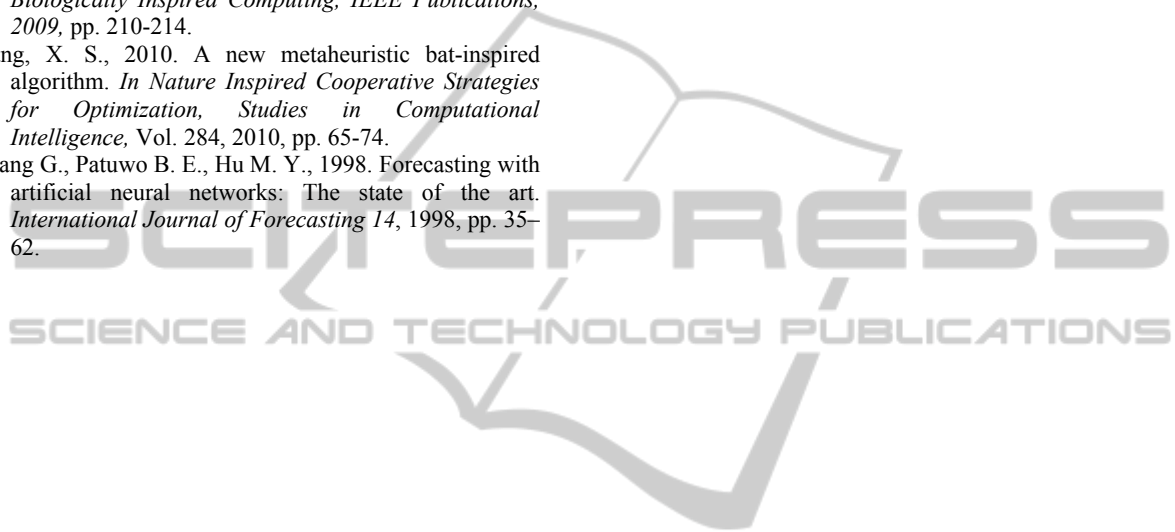 Biologically Inspired Computing, IEEE Publications,
2009, pp. 210-214.
ng, X. S., 2010. A new metaheuristic bat-inspired
algorithm. In Nature Inspired Cooperative Strategies
for Optimization, Studies in Computational
Intelligence, Vol. 284, 2010, pp. 65-74.
ang G., Patuwo B. E., Hu M. Y., 1998. Forecasting with
artificial neural networks: The state of the art.
International Journal of Forecasting 14, 1998, pp. 35–
62.
SCITEPRESS
SCIENCE AND TECHNOLOGY PUBLICATIONS